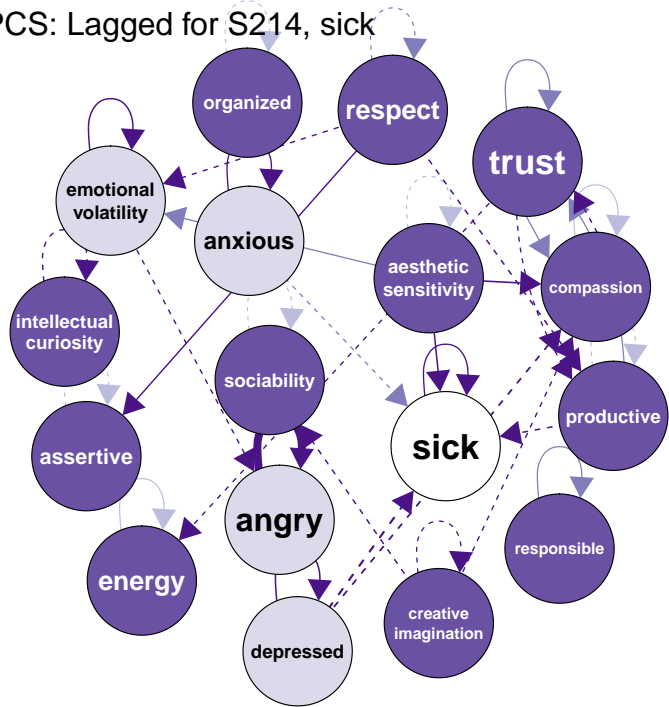 PCS: Lagged for S214, sick
organized
respect
trust
emotional
volatility
anxious
aesthetic
sensitivity
compassion
intellectual
curiosity
sociability
productive
assertive
sick
angry
responsible
energy
creative
imagination
depressed